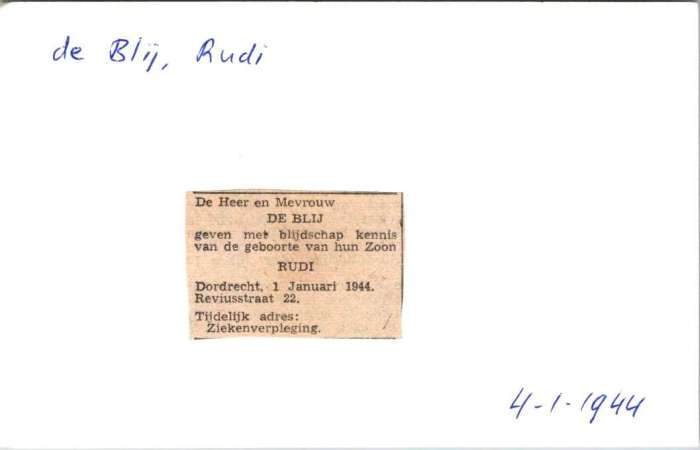 de Blij, Rudi
De Heer en Mevrouw
DE BLIJ
geven met blijdschap kennis
van de geboorte van hun Zoon
RUDI
Dordrecht, 1 Januari 1944.
Reviusstraat 22.
Tijdelijk adres:
Ziekenverpleging.
4-1-1944